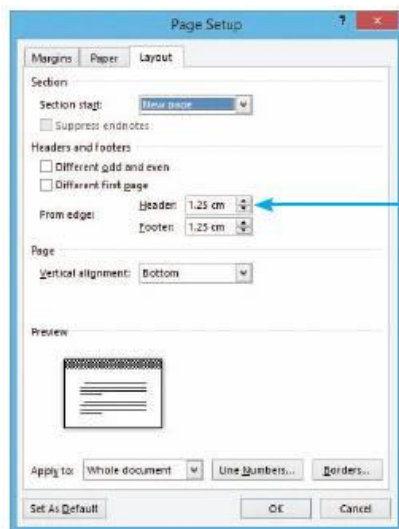 Page Setup
? ×
Margins Paper Layout
Section
Section start: New page
Suppress endnotes
Headers and footers
Different odd and even
Different first page
Header: 1.25 cm
From edge:
Footer: 1.25 cm
Page
Vertical alignment: Bottom
Preview
Apply to: Whole document Line Numbers... Borders...
Set As Default OK Cancel